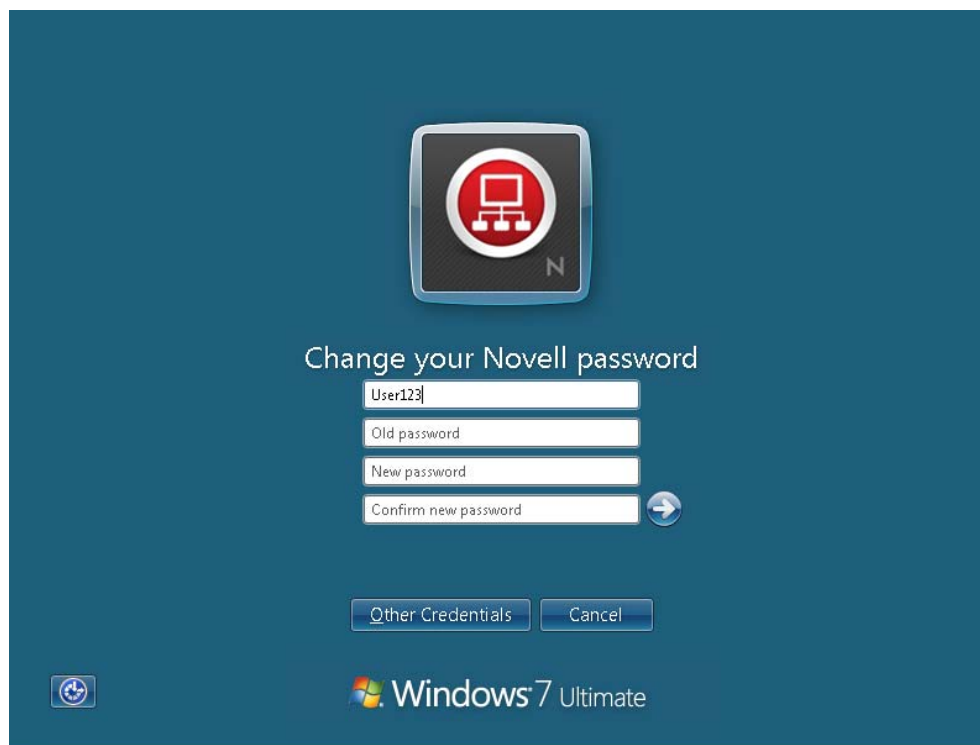 N
Change your Novell password
User123
Old password
New password
Confirm new password
Other Credentials
Cancel
Windows 7 Ultimate